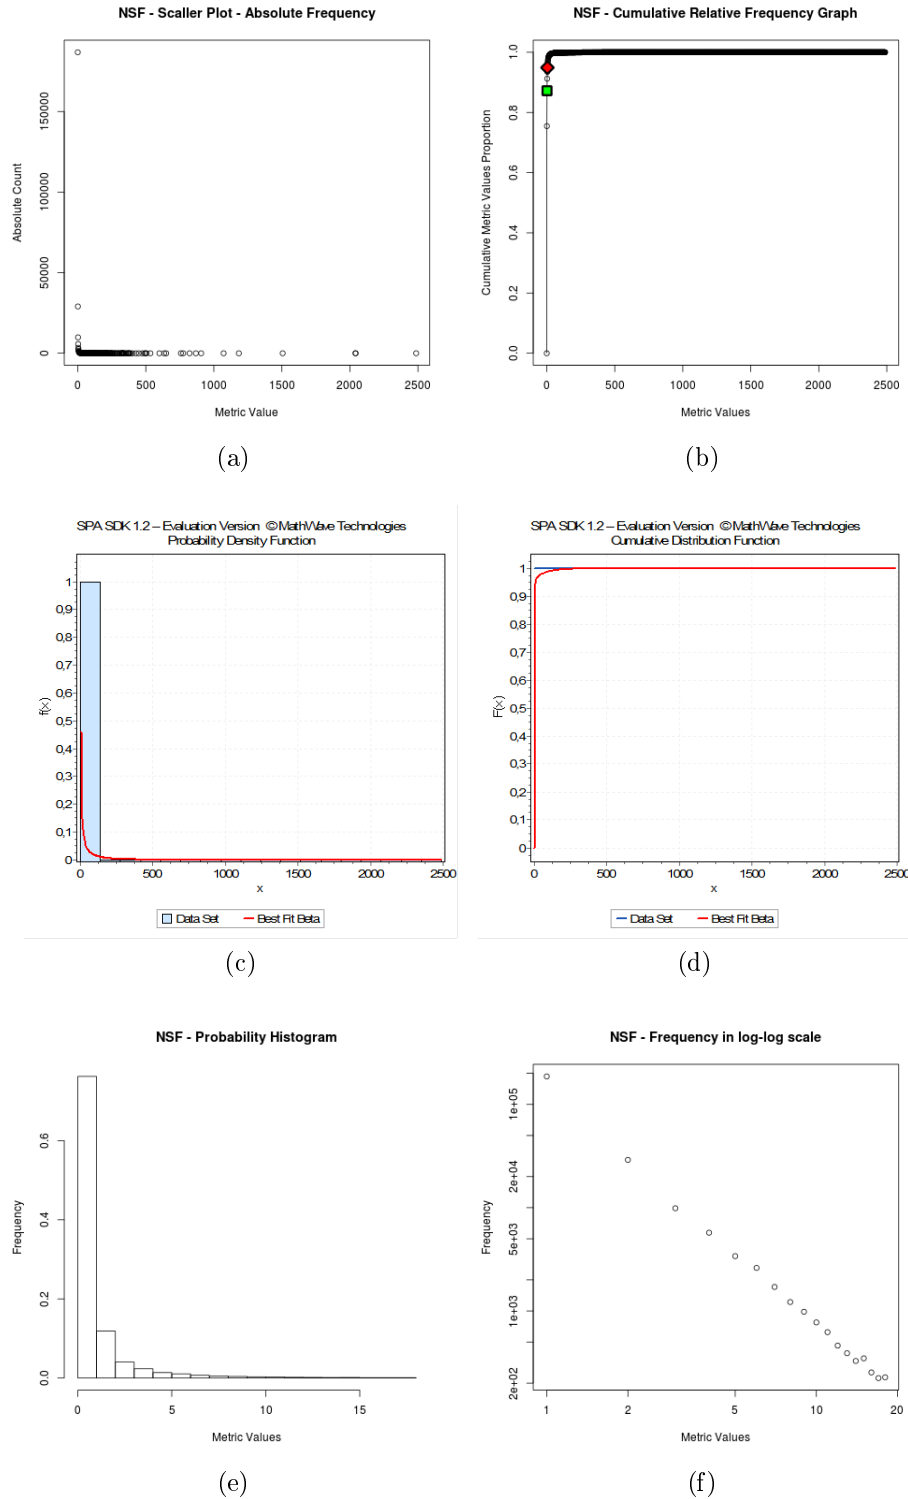 NSF - Scaller Plot - Absolute Frequency
NSF - Cumulative Relative Frequency Graph
Absolute Count
0 50000 100000 150000
0 500 1000 1500 2000 2500
Metric Value
Cumulative Metric Values Proportion
0.0 0.2 0.4 0.6 0.8 1.0
0 500 1000 1500 2000 2500
Metric Values
(a)
(b)
SPA SDK 1.2 – Evaluation Version ©MathWave Technologies
Probability Density Function
f(x)
1
0,9
0,8
0,7
0,6
0,5
0,4
0,3
0,2
0,1
0
0 500 1000 1500 2000 2500
x
Data Set Best Fit Beta
SPA SDK 1.2 – Evaluation Version ©MathWave Technologies
Cumulative Distribution Function
F(x)
1
0,9
0,8
0,7
0,6
0,5
0,4
0,3
0,2
0,1
0
0 500 1000 1500 2000 2500
x
Data Set Best Fit Beta
(c)
(d)
NSF - Probability Histogram
Frequency
0.0 0.2 0.4 0.6
0 5 10 15
Metric Values
NSF - Frequency in log-log scale
Frequency
2e+02 1e+03 5e+03 2e+04 1e+05
1 2 5 10 20
Metric Values
(e)
(f)